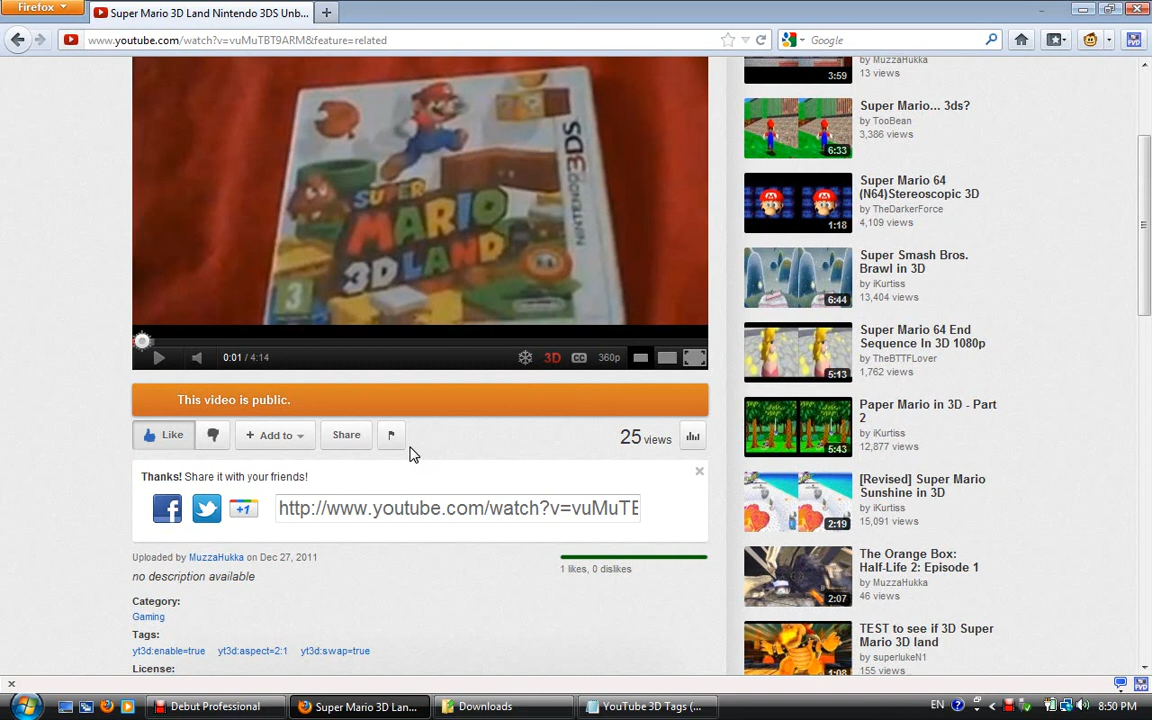 Firefox
Super Mario 3D Land Nintendo 3DS Unb...
www.youtube.com/watch?v=vuMuTBT9ARM&feature=related
Google
SUPER
MARIO
3D LAND
NINTENDO 3DS
3
0:01 / 4:14
3D
CC
360p
This video is public.
Like
Add to
Share
25 views
Thanks! Share it with your friends!
+1
http://www.youtube.com/watch?v=vuMuTE
Uploaded by MuzzaHukka on Dec 27, 2011
1 likes, 0 dislikes
no description available
Category:
Gaming
Tags:
yt3d:enable=true yt3d:aspect=2:1 yt3d:swap=true
License:
3:59
by MuzzaHukka
13 views
6:33
Super Mario... 3ds?
by TooBean
3,386 views
1:18
Super Mario 64
(N64)Stereoscopic 3D
by TheDarkerForce
4,109 views
6:44
Super Smash Bros.
Brawl in 3D
by iKurtiss
13,404 views
5:13
Super Mario 64 End
Sequence In 3D 1080p
by TheBTTFLover
1,762 views
5:43
Paper Mario in 3D - Part
2
by iKurtiss
12,877 views
2:19
[Revised] Super Mario
Sunshine in 3D
by iKurtiss
15,091 views
2:07
The Orange Box:
Half-Life 2: Episode 1
by MuzzaHukka
46 views
1:08
TEST to see if 3D Super
Mario 3D land
by superlukeN1
155 views
Debut Professional
Super Mario 3D Lan...
Downloads
YouTube 3D Tags (...
EN
8:50 PM